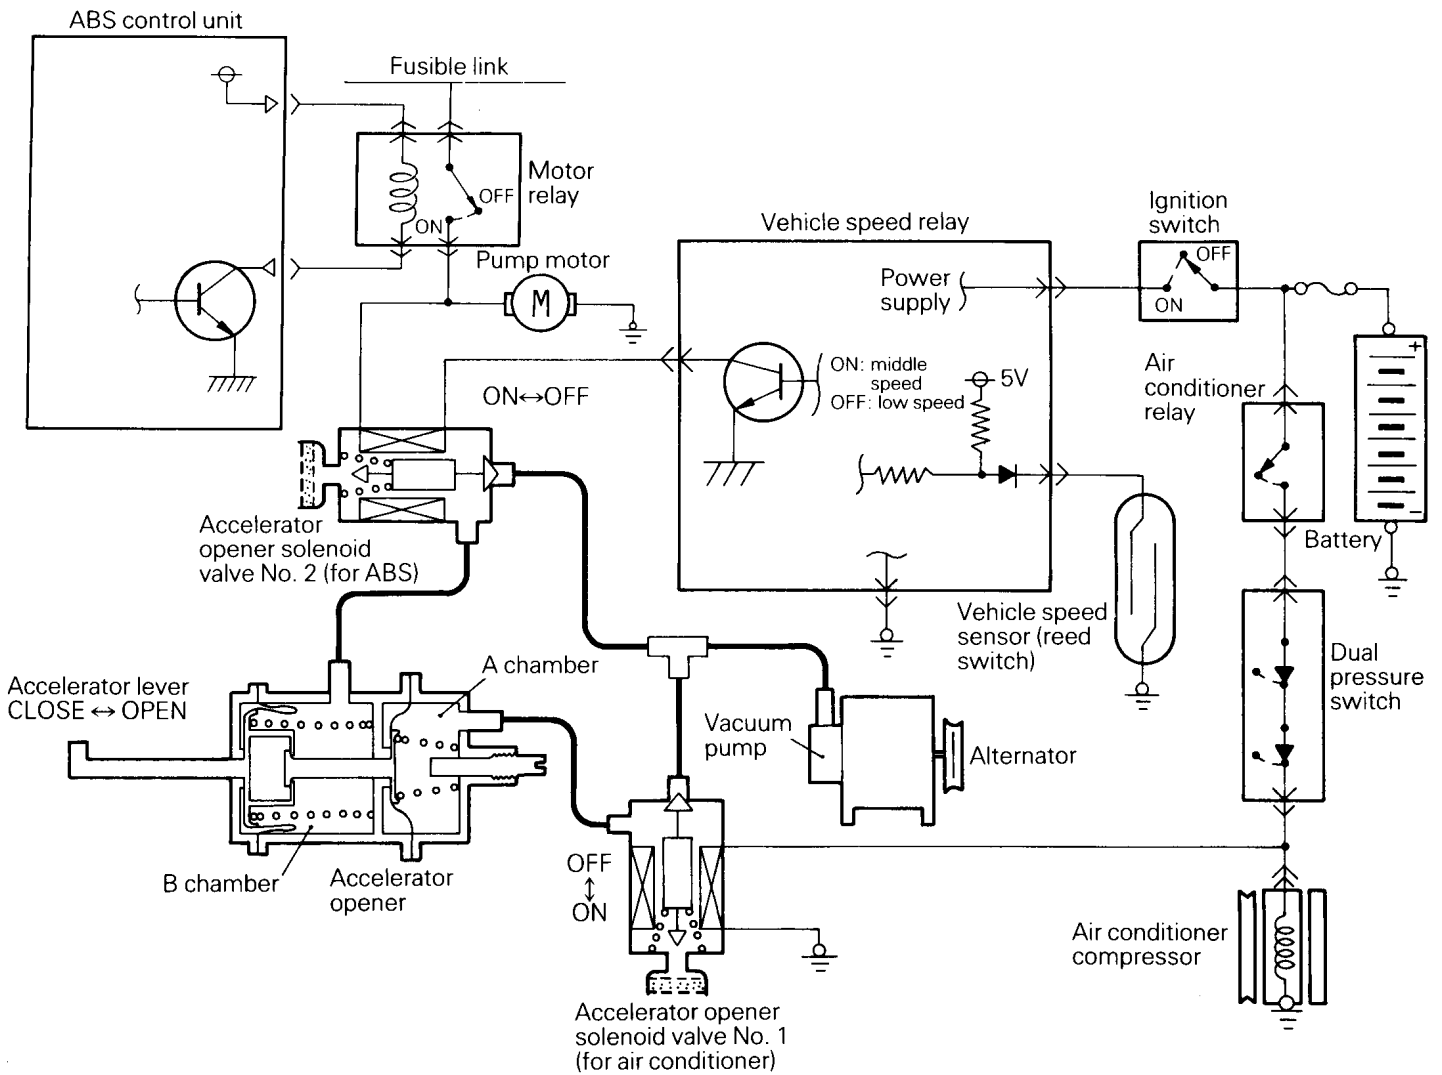 ABS control unit
Fusible link
Motor
relay
OFF
ON
Pump motor
M
Vehicle speed relay
Ignition
switch
OFF
ON
Power
supply
ON: middle
speed
OFF: low speed
5V
Air
conditioner
relay
+
−
Battery
ON↔OFF
Accelerator
opener solenoid
valve No. 2 (for ABS)
Vehicle speed
sensor (reed
switch)
Dual
pressure
switch
A chamber
Accelerator lever
CLOSE ↔ OPEN
Vacuum
pump
Alternator
B chamber
Accelerator
opener
OFF
↕
ON
Air conditioner
compressor
Accelerator opener
solenoid valve No. 1
(for air conditioner)